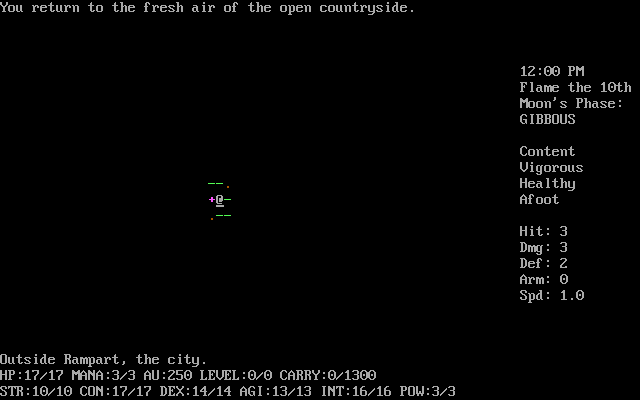 You return to the fresh air of the open countryside.
12:00 PM
Flame the 10th
Moon's Phase:
GIBBOUS
Content
Vigorous
Healthy
Afoot
--.
+@-
.--
Hit: 3
Dmg: 3
Def: 2
Arm: 0
Spd: 1.0
Outside Rampart, the city.
HP:17/17 MANA:3/3 AU:250 LEVEL:0/0 CARRY:0/1300
STR:10/10 CON:17/17 DEX:14/14 AGI:13/13 INT:16/16 POW:3/3